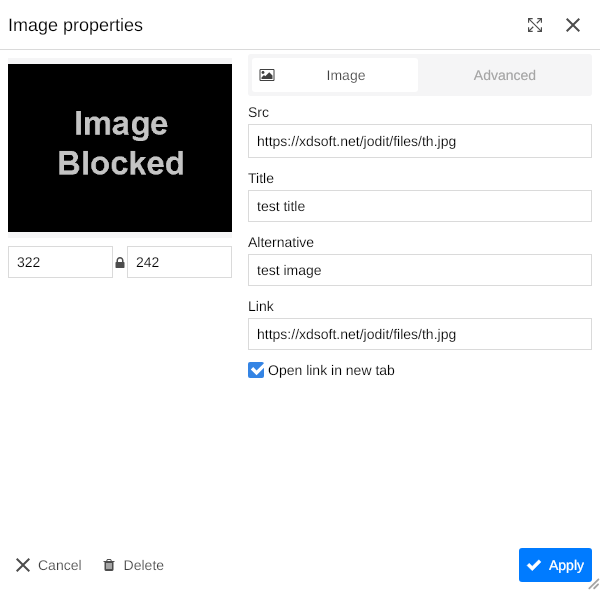 Image properties
Image
Blocked
322
242
Image
Advanced
Src
https://xdsoft.net/jodit/files/th.jpg
Title
test title
Alternative
test image
Link
https://xdsoft.net/jodit/files/th.jpg
Open link in new tab
Cancel
Delete
Apply